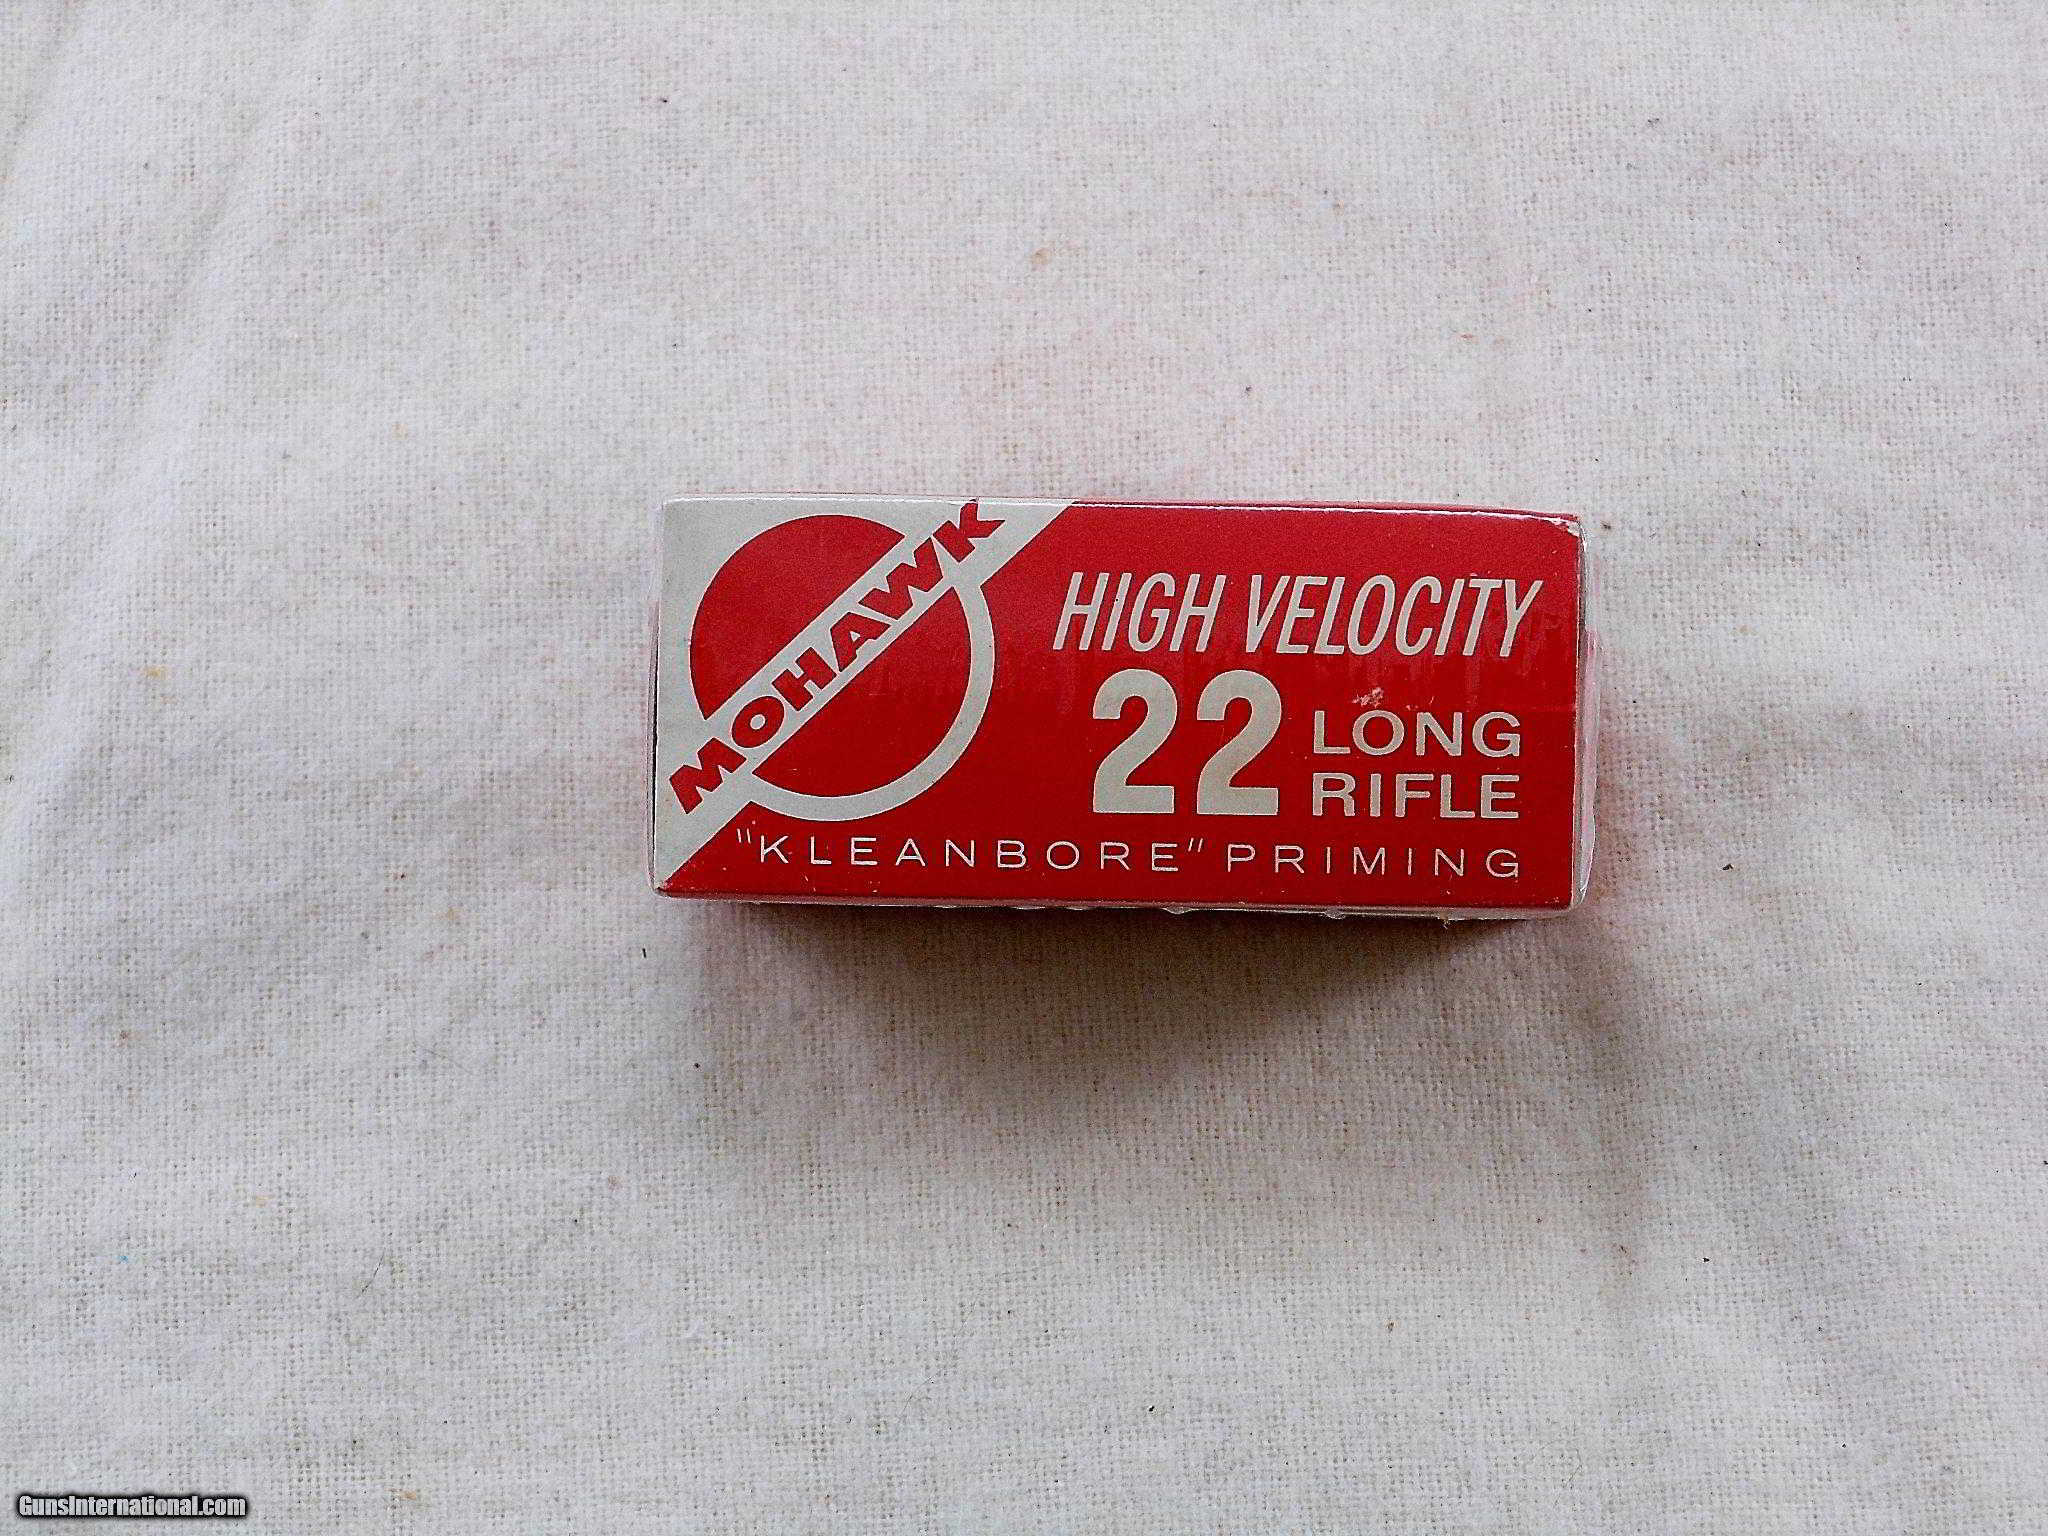 MOHAWK
HIGH VELOCITY
22 LONG
RIFLE
"KLEANBORE" PRIMING
GunsInternational.com